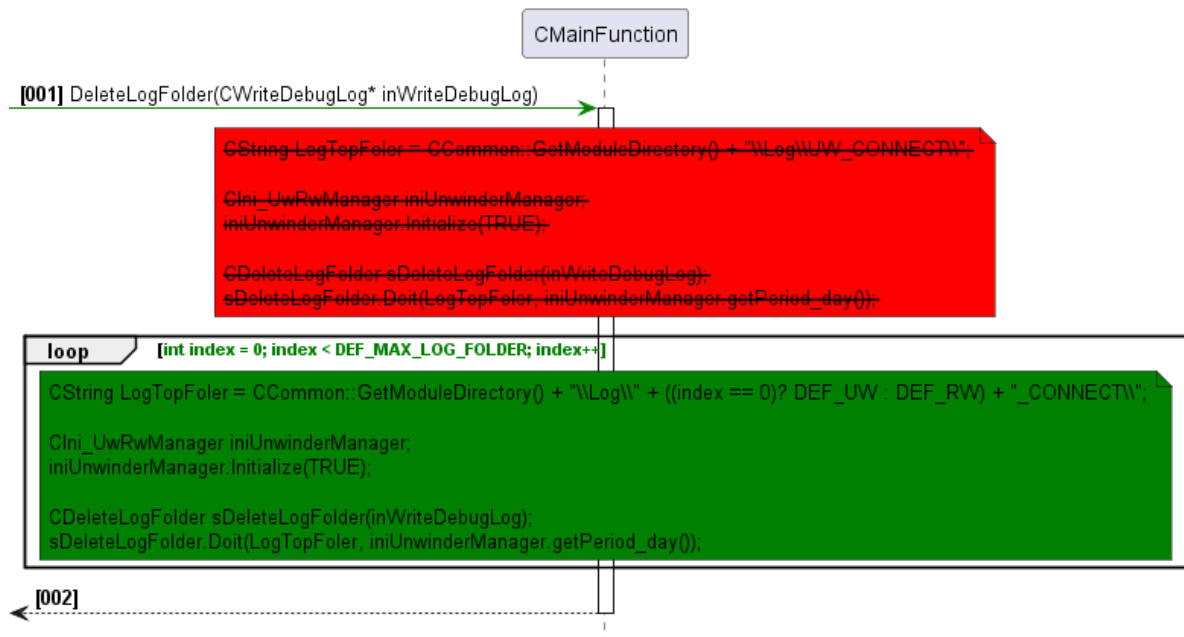 CMainFunction
[001] DeleteLogFolder(CWriteDebugLog* inWriteDebugLog)
CString LogTopFoler = CCommon::GetModuleDirectory() + "\\Log\\UW_CONNECT\\";
CIni_UwRwManager iniUnwinderManager;
iniUnwinderManager.Initialize(TRUE);
CDeleteLogFolder sDeleteLogFolder(inWriteDebugLog);
sDeleteLogFolder.Doit(LogTopFoler, iniUnwinderManager.getPeriod_day());
loop [int index = 0; index < DEF_MAX_LOG_FOLDER; index++]
CString LogTopFoler = CCommon::GetModuleDirectory() + "\\Log\\" + ((index == 0)? DEF_UW : DEF_RW) + "_CONNECT\\";
CIni_UwRwManager iniUnwinderManager;
iniUnwinderManager.Initialize(TRUE);
CDeleteLogFolder sDeleteLogFolder(inWriteDebugLog);
sDeleteLogFolder.Doit(LogTopFoler, iniUnwinderManager.getPeriod_day());
[002]